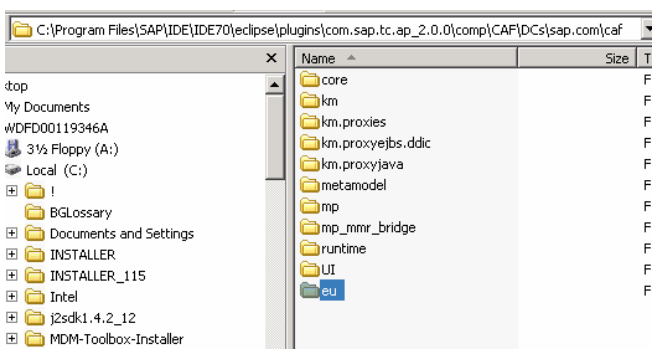 C:\Program Files\SAP\IDE\IDE70\eclipse\plugins\com.sap.tc.ap_2.0.0\comp\CAF\DCs\sap.com\caf
x
Name
Size
T
ktop
My Documents
WDFD00119346A
3½ Floppy (A:)
Local (C:)
!
BGLossary
Documents and Settings
INSTALLER
INSTALLER_115
Intel
j2sdk1.4.2_12
MDM-Toolbox-Installer
core
F
km
F
km.proxies
F
km.proxyejbs.ddic
F
km.proxyjava
F
metamodel
F
mp
F
mp_mmr_bridge
F
runtime
F
UI
F
eu
F